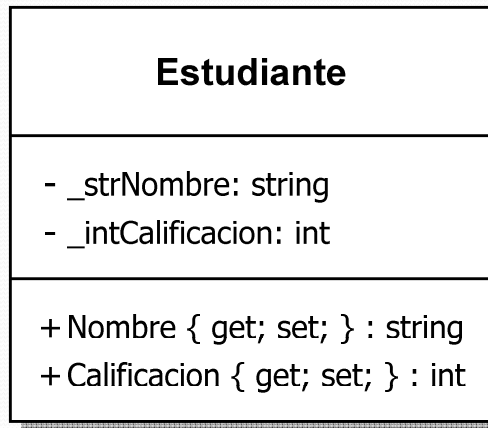 Estudiante
- _strNombre: string
- _intCalificacion: int
+ Nombre { get; set; } : string
+ Calificacion { get; set; } : int